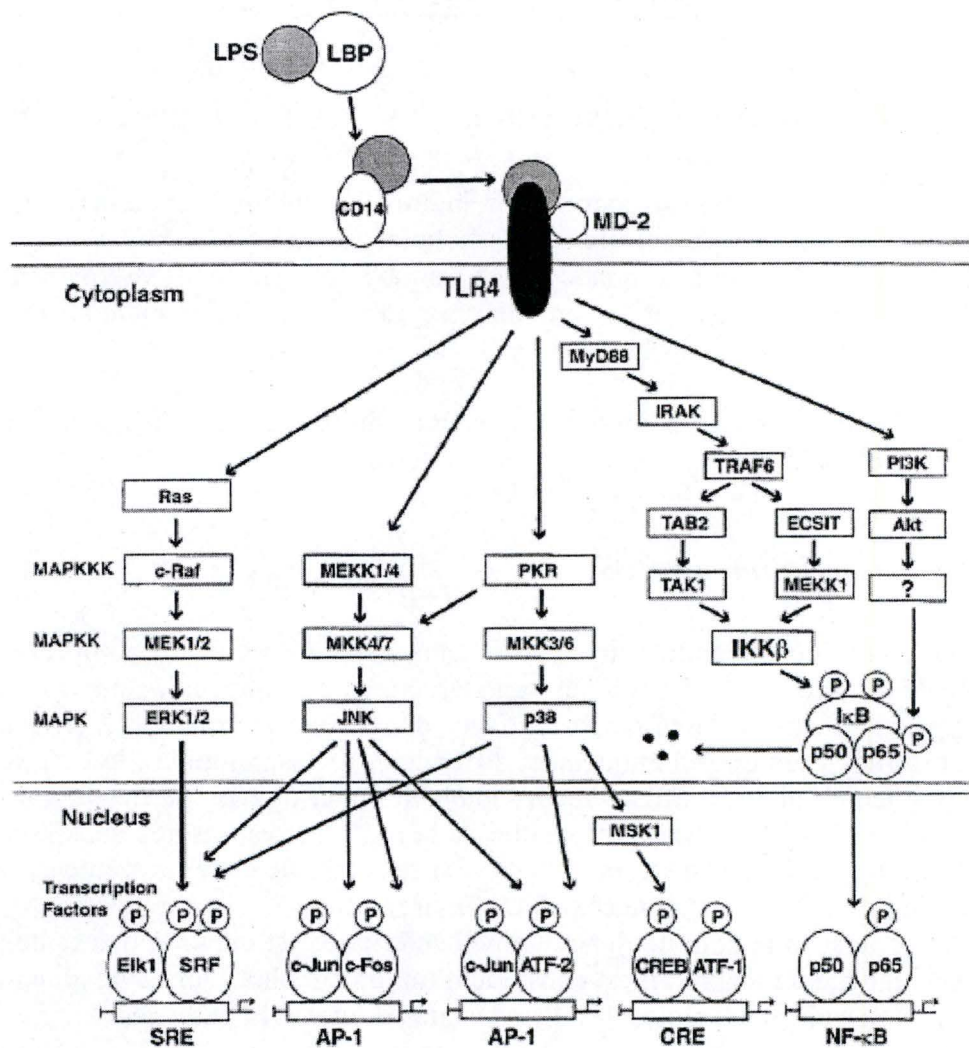 LPS LBP
CD14
MD-2
Cytoplasm
TLR4
MyD88
IRAK
TRAF6 PI3K
Ras
TAB2 ECSIT Akt
MAPKKK c-Raf MEKK1/4 PKR TAK1 MEKK1 ?
MAPKK MEK1/2 MKK4/7 MKK3/6 IKKβ
P P
MAPK ERK1/2 JNK p38 IκB
P
p50 p65
Nucleus
MSK1
Transcription
Factors
P P P P P P P P P P
Elk1 SRF c-Jun c-Fos c-Jun ATF-2 CREB ATF-1 p50 p65
SRE AP-1 AP-1 CRE NF-κB